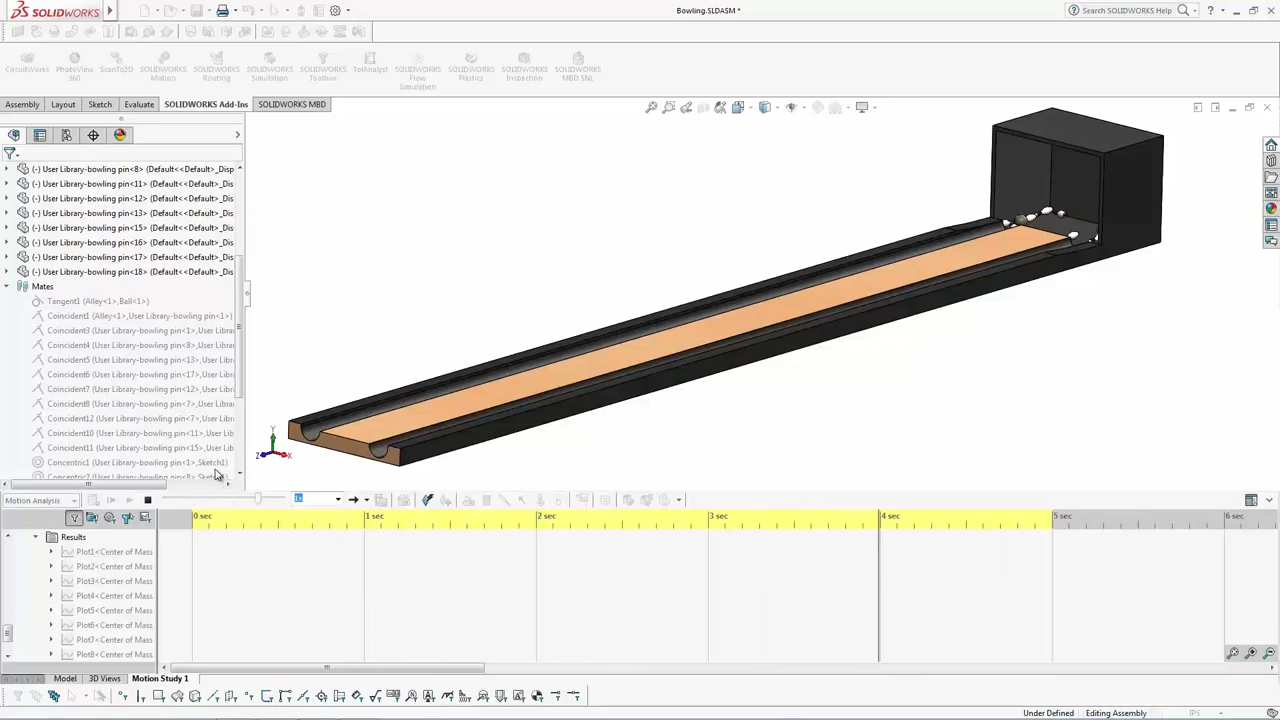 SOLIDWORKS
Bowling.SLDASM *
Search SOLIDWORKS Help
CircuitWorks
PhotoView 360
ScanTo3D
SOLIDWORKS Motion
SOLIDWORKS Routing
SOLIDWORKS Simulation
SOLIDWORKS Toolbox
TolAnalyst
SOLIDWORKS Flow Simulation
SOLIDWORKS Plastics
SOLIDWORKS Inspection
SOLIDWORKS MBD SNL
Assembly Layout Sketch Evaluate SOLIDWORKS Add-Ins SOLIDWORKS MBD
(-) User Library-bowling pin<8> (Default<<Default>_Disp
(-) User Library-bowling pin<11> (Default<<Default>_Dis
(-) User Library-bowling pin<12> (Default<<Default>_Dis
(-) User Library-bowling pin<13> (Default<<Default>_Dis
(-) User Library-bowling pin<15> (Default<<Default>_Dis
(-) User Library-bowling pin<16> (Default<<Default>_Dis
(-) User Library-bowling pin<17> (Default<<Default>_Dis
(-) User Library-bowling pin<18> (Default<<Default>_Dis
Mates
Tangent1 (Alley<1>,Ball<1>)
Coincident1 (Alley<1>,User Library-bowling pin<1>)
Coincident3 (User Library-bowling pin<1>,User Libra
Coincident4 (User Library-bowling pin<8>,User Libra
Coincident5 (User Library-bowling pin<13>,User Lib
Coincident6 (User Library-bowling pin<17>,User Lib
Coincident7 (User Library-bowling pin<12>,User Lib
Coincident8 (User Library-bowling pin<7>,User Libra
Coincident12 (User Library-bowling pin<7>,User Lib
Coincident10 (User Library-bowling pin<11>,User Lib
Coincident11 (User Library-bowling pin<15>,User Lib
Concentric1 (User Library-bowling pin<1>,Sketch1)
Y
Z X
Motion Analysis
0 sec 1 sec 2 sec 3 sec 4 sec 5 sec 6 sec
Results
Plot1<Center of Mass
Plot2<Center of Mass
Plot3<Center of Mass
Plot4<Center of Mass
Plot5<Center of Mass
Plot6<Center of Mass
Plot7<Center of Mass
Plot8<Center of Mass
Model 3D Views Motion Study 1
Under Defined Editing Assembly IPS